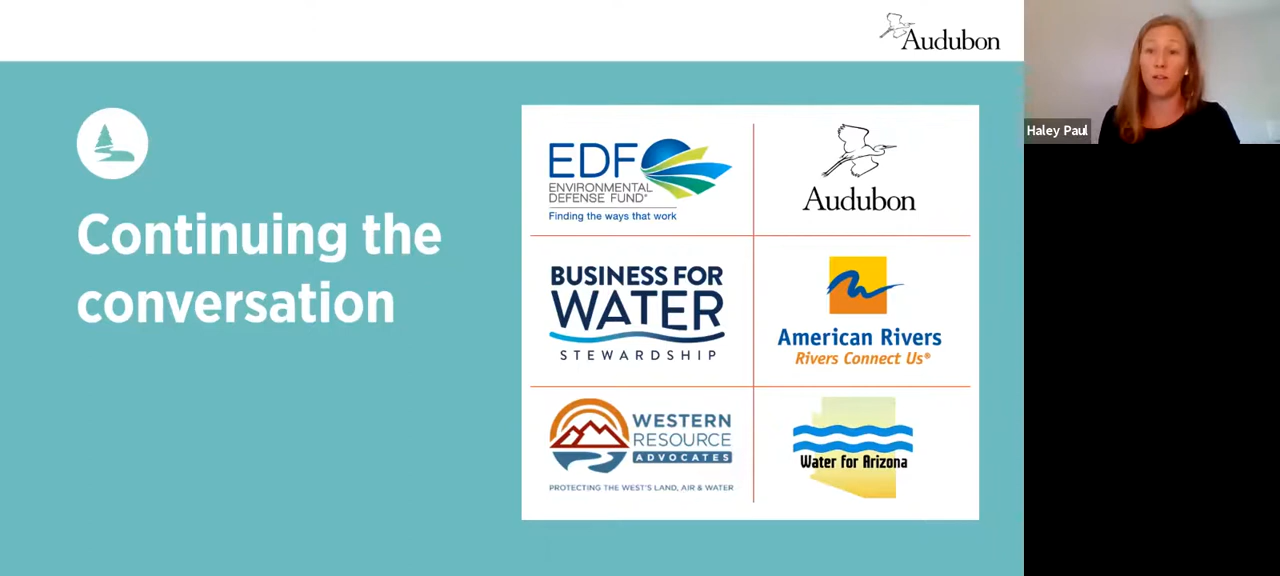 Audubon
Haley Paul
Continuing the
conversation
EDF
ENVIRONMENTAL
DEFENSE FUND®
Finding the ways that work
Audubon
BUSINESS FOR
WATER
STEWARDSHIP
American Rivers
Rivers Connect Us®
WESTERN
RESOURCE
ADVOCATES
PROTECTING THE WEST'S LAND, AIR & WATER
Water for Arizona